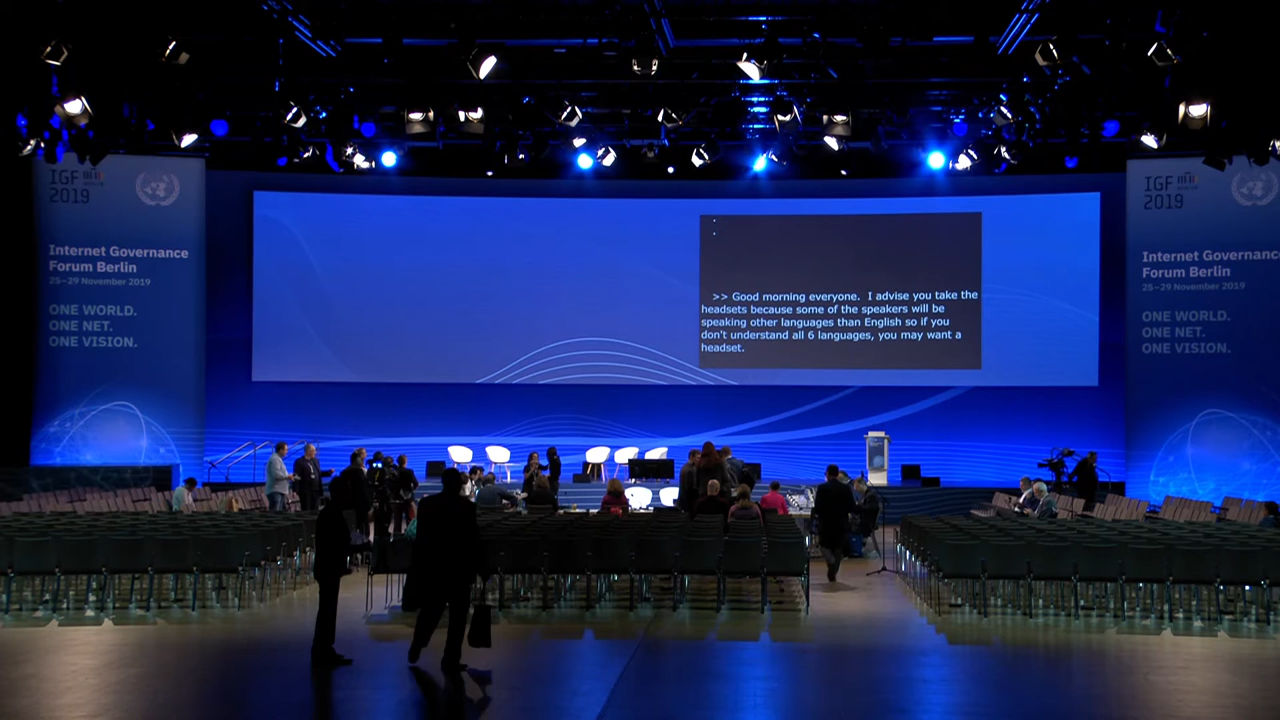 IGF
2019
Internet Governance
Forum Berlin
25–29 November 2019
ONE WORLD.
ONE NET.
ONE VISION.
>> Good morning everyone. I advise you take the
headsets because some of the speakers will be
speaking other languages than English so if you
don't understand all 6 languages, you may want a
headset.
IGF
2019
Internet Governance
Forum Berlin
25–29 November 2019
ONE WORLD.
ONE NET.
ONE VISION.